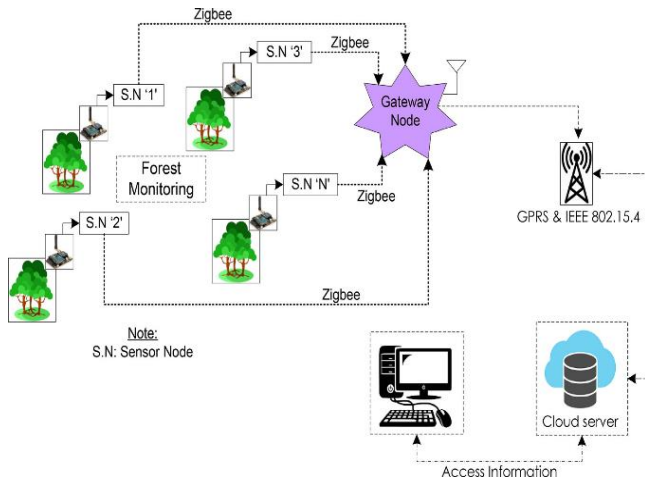 Zigbee
S.N '1'
S.N '3'
Zigbee
Gateway
Node
Forest
Monitoring
S.N 'N'
Zigbee
GPRS & IEEE 802.15.4
S.N '2'
Zigbee
Note:
S.N: Sensor Node
Cloud server
Access Information